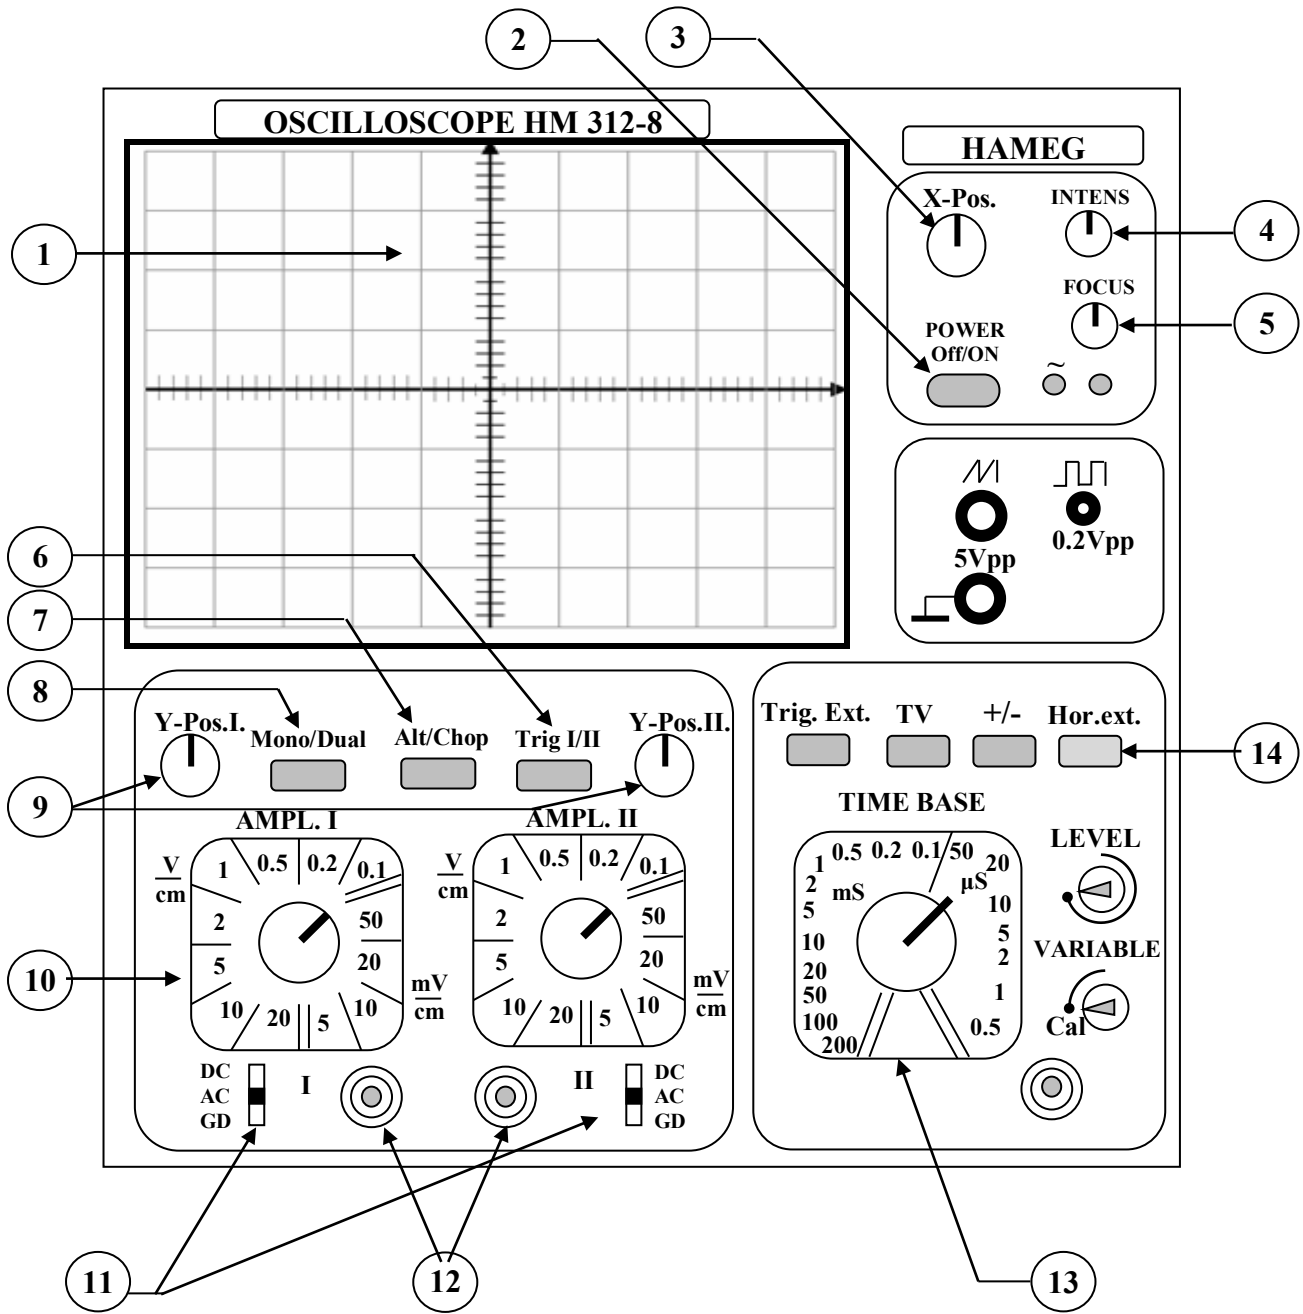 2
3
OSCILLOSCOPE HM 312-8
HAMEG
X-Pos.
INTENS
1
4
FOCUS
5
POWER
Off/ON
~
5Vpp
0.2Vpp
6
7
8
Y-Pos.I.
Mono/Dual
Alt/Chop
Trig I/II
Y-Pos.II.
9
Trig. Ext.
TV
+/-
Hor.ext.
14
AMPL. I
V
cm
1
0.5
0.2
0.1
2
50
5
20
10
20
5
10
mV
cm
10
AMPL. II
V
cm
1
0.5
0.2
0.1
2
50
5
20
10
20
5
10
mV
cm
TIME BASE
1 0.5 0.2 0.1 50 20
2 mS µS 10
5
5
10
2
20
1
50
0.5
100
200
LEVEL
VARIABLE
Cal
DC
AC
GD
I
II
DC
AC
GD
11
12
13